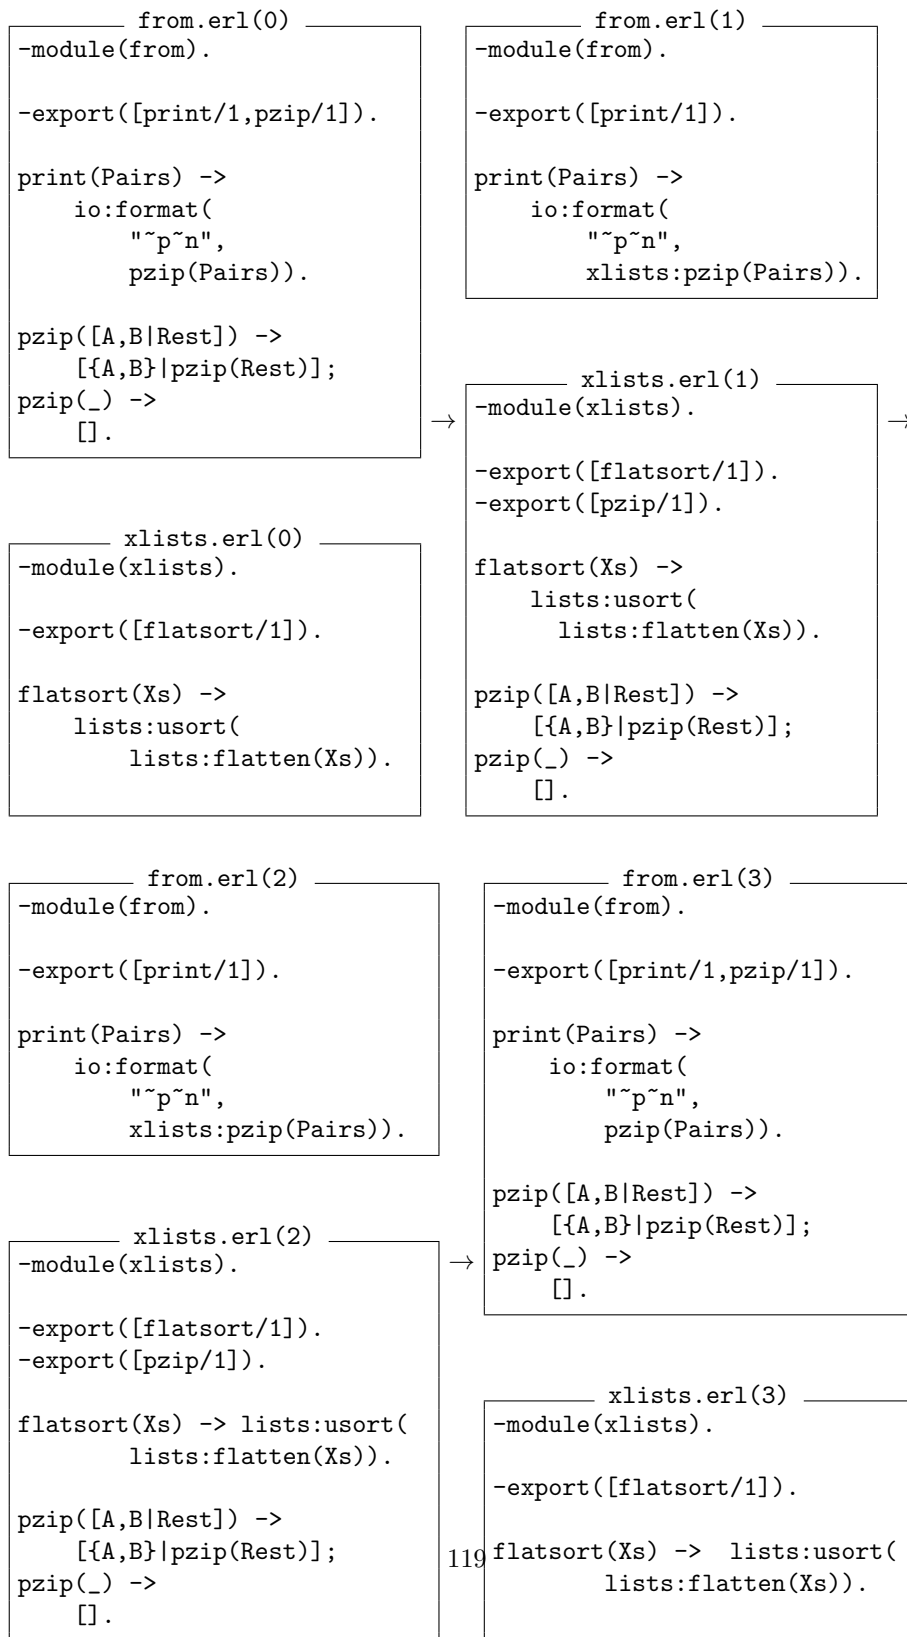 from.erl(0)
-module(from).
-export([print/1,pzip/1]).
print(Pairs) ->
    io:format(
        "~p~n",
        pzip(Pairs)).
pzip([A,B|Rest]) ->
    [{A,B}|pzip(Rest)];
pzip(_) ->
    [].
xlists.erl(0)
-module(xlists).
-export([flatsort/1]).
flatsort(Xs) ->
    lists:usort(
        lists:flatten(Xs)).
→
from.erl(1)
-module(from).
-export([print/1]).
print(Pairs) ->
    io:format(
        "~p~n",
        xlists:pzip(Pairs)).
xlists.erl(1)
-module(xlists).
-export([flatsort/1]).
-export([pzip/1]).
flatsort(Xs) ->
    lists:usort(
      lists:flatten(Xs)).
pzip([A,B|Rest]) ->
    [{A,B}|pzip(Rest)];
pzip(_) ->
    [].
→
from.erl(2)
-module(from).
-export([print/1]).
print(Pairs) ->
    io:format(
        "~p~n",
        xlists:pzip(Pairs)).
xlists.erl(2)
-module(xlists).
-export([flatsort/1]).
-export([pzip/1]).
flatsort(Xs) -> lists:usort(
        lists:flatten(Xs)).
pzip([A,B|Rest]) ->
    [{A,B}|pzip(Rest)];
pzip(_) ->
    [].
→
from.erl(3)
-module(from).
-export([print/1,pzip/1]).
print(Pairs) ->
    io:format(
        "~p~n",
        pzip(Pairs)).
pzip([A,B|Rest]) ->
    [{A,B}|pzip(Rest)];
pzip(_) ->
    [].
xlists.erl(3)
-module(xlists).
-export([flatsort/1]).
flatsort(Xs) ->  lists:usort(
        lists:flatten(Xs)).
119